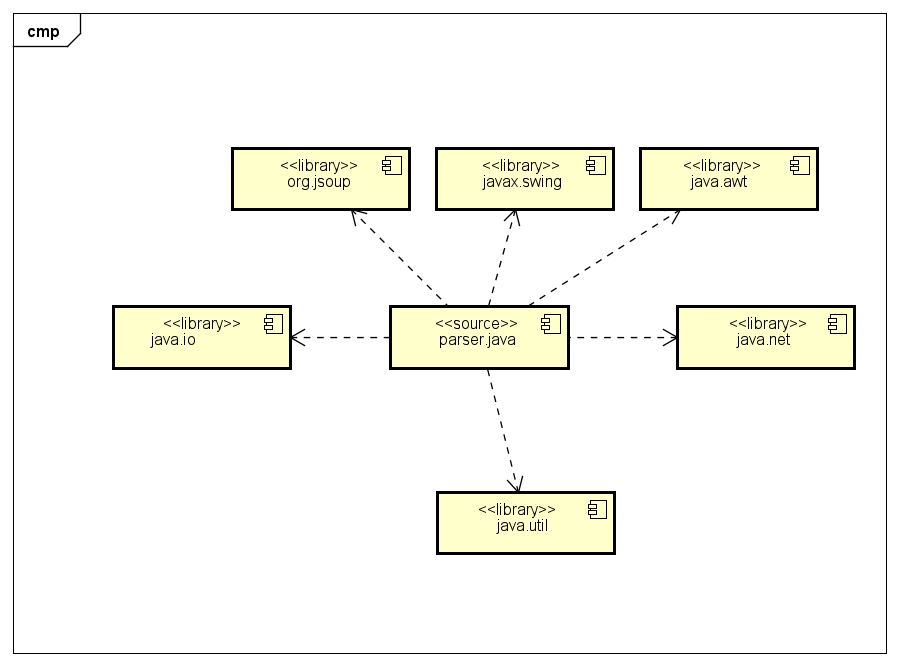 cmp
<<library>>
org.jsoup
<<library>>
javax.swing
<<library>>
java.awt
<<library>>
java.io
<<source>>
parser.java
<<library>>
java.net
<<library>>
java.util